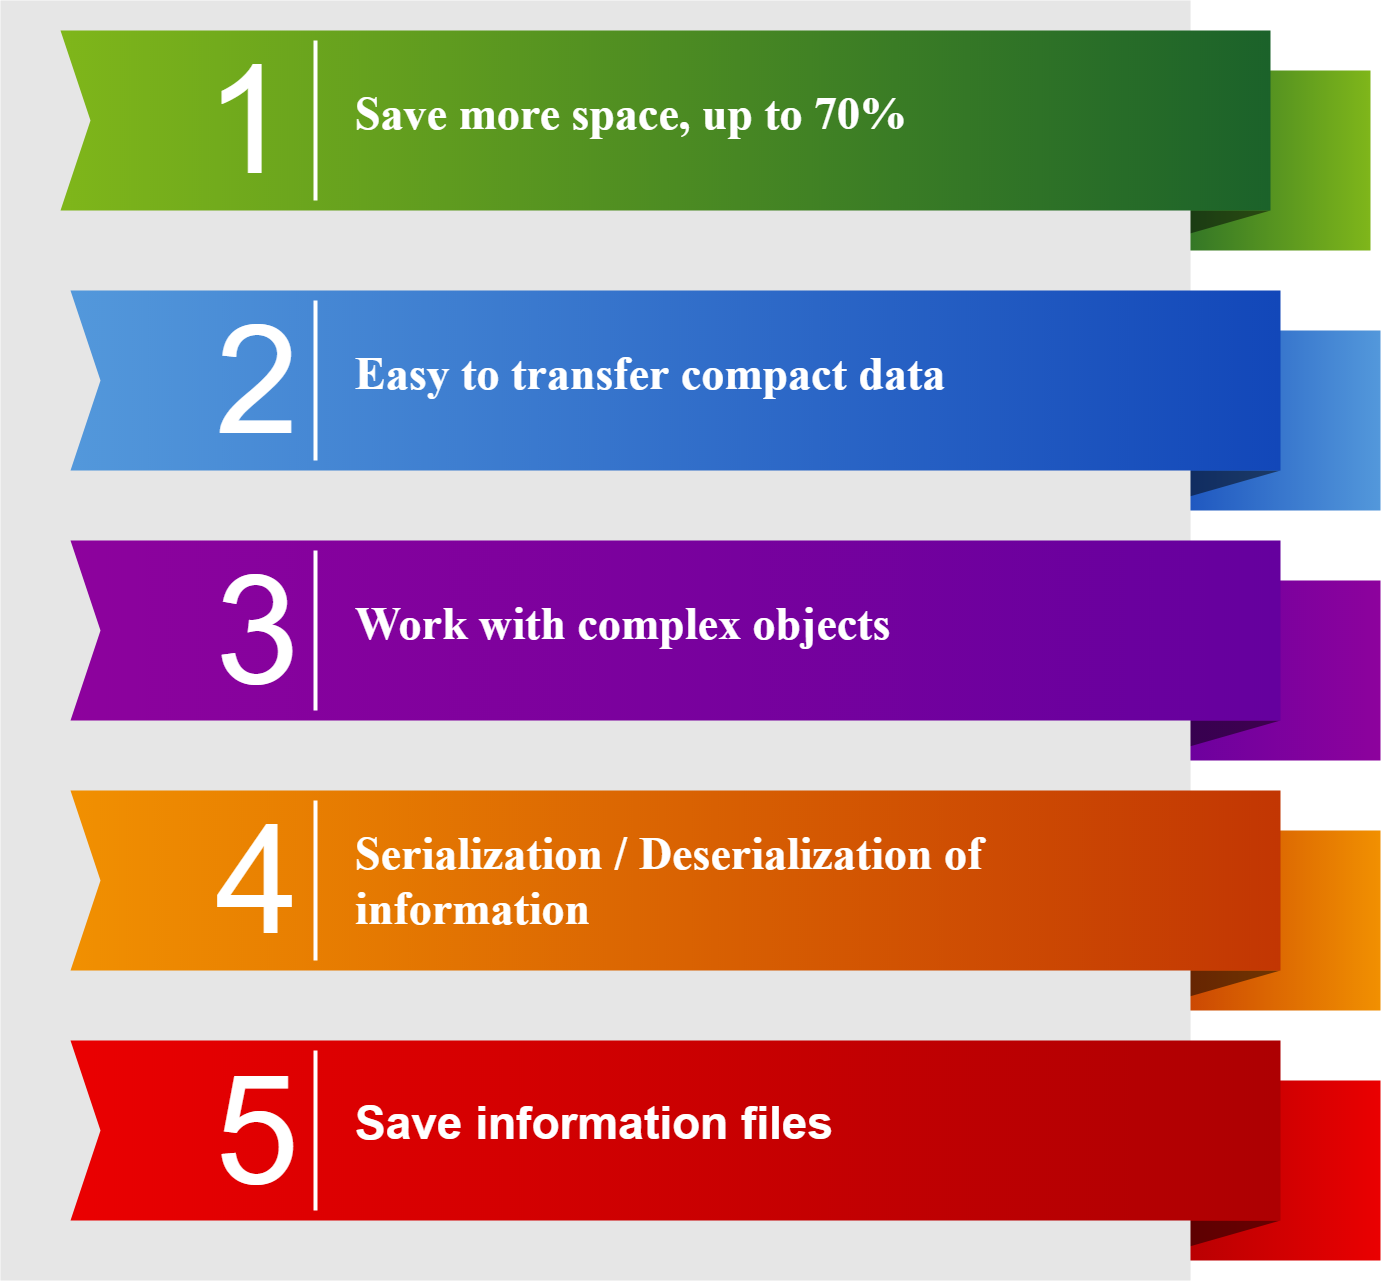 1
Save more space, up to 70%
2
Easy to transfer compact data
3
Work with complex objects
4
Serialization / Deserialization of
information
5
Save information files